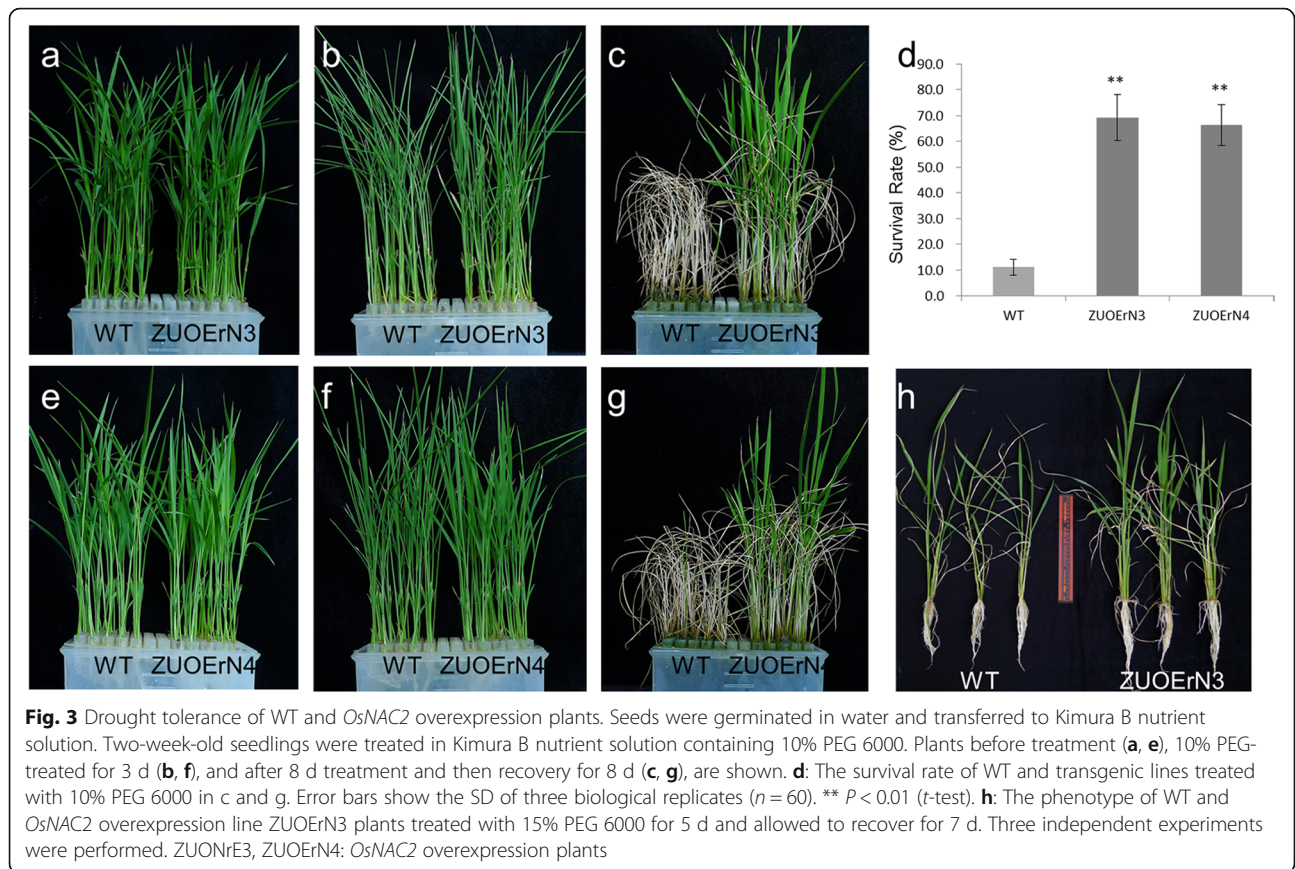 a
b
c
d
WT ZUOErN3
WT ZUOErN3
WT ZUOErN3
Survival Rate (%)
90.0
80.0
70.0
60.0
50.0
40.0
30.0
20.0
10.0
0.0
**
**
WT
ZUOErN3
ZUOErN4
e
f
g
h
WT ZUOErN4
WT ZUOErN4
WT ZUOErN4
WT
ZUOErN3
Fig. 3 Drought tolerance of WT and OsNAC2 overexpression plants. Seeds were germinated in water and transferred to Kimura B nutrient
solution. Two-week-old seedlings were treated in Kimura B nutrient solution containing 10% PEG 6000. Plants before treatment (a, e), 10% PEG-
treated for 3 d (b, f), and after 8 d treatment and then recovery for 8 d (c, g), are shown. d: The survival rate of WT and transgenic lines treated
with 10% PEG 6000 in c and g. Error bars show the SD of three biological replicates (n = 60). ** P < 0.01 (t-test). h: The phenotype of WT and
OsNAC2 overexpression line ZUOErN3 plants treated with 15% PEG 6000 for 5 d and allowed to recover for 7 d. Three independent experiments
were performed. ZUONrE3, ZUOErN4: OsNAC2 overexpression plants